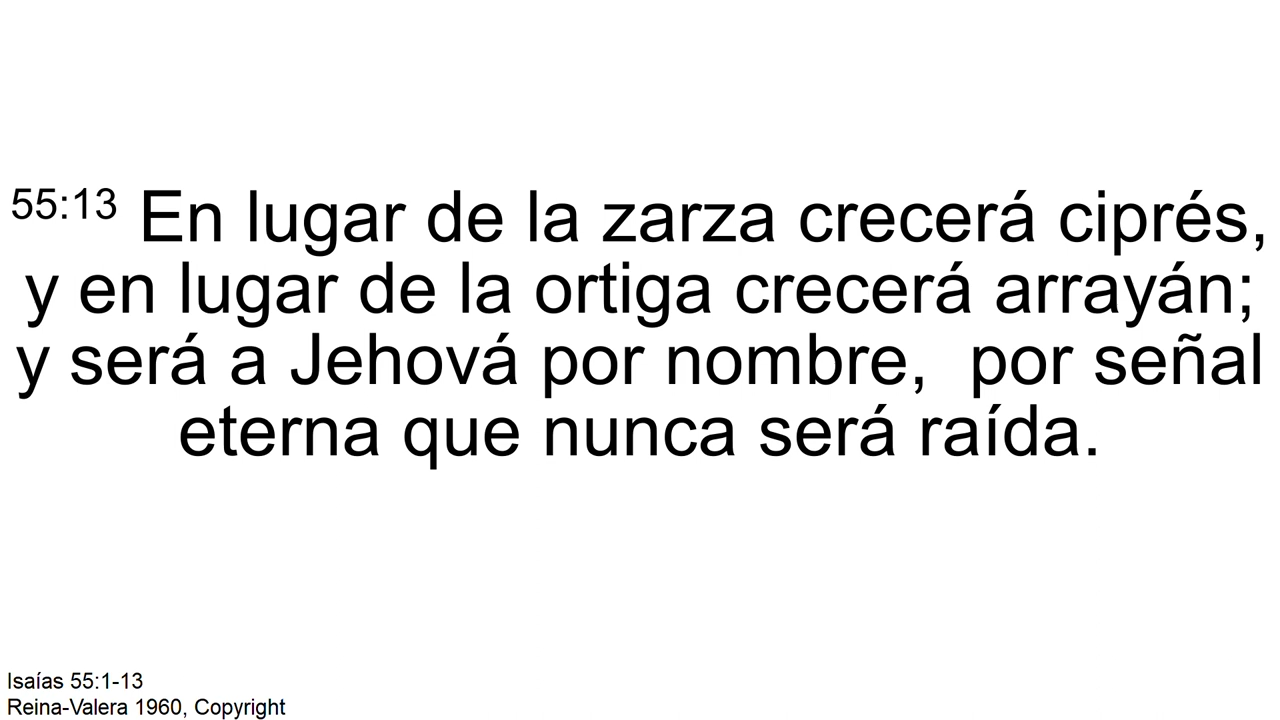 55:13 En lugar de la zarza crecerá ciprés,
y en lugar de la ortiga crecerá arrayán;
y será a Jehová por nombre,  por señal
eterna que nunca será raída.
Isaías 55:1-13
Reina-Valera 1960, Copyright